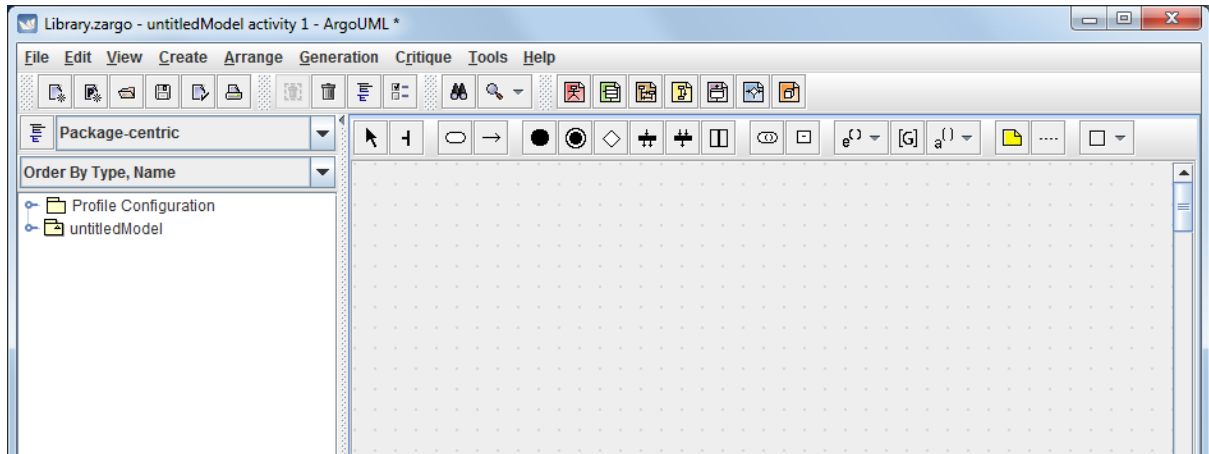 Library.zargo - untitledModel activity 1 - ArgoUML *
File Edit View Create Arrange Generation Critique Tools Help
Package-centric
e() [G] a()
Order By Type, Name
Profile Configuration
untitledModel